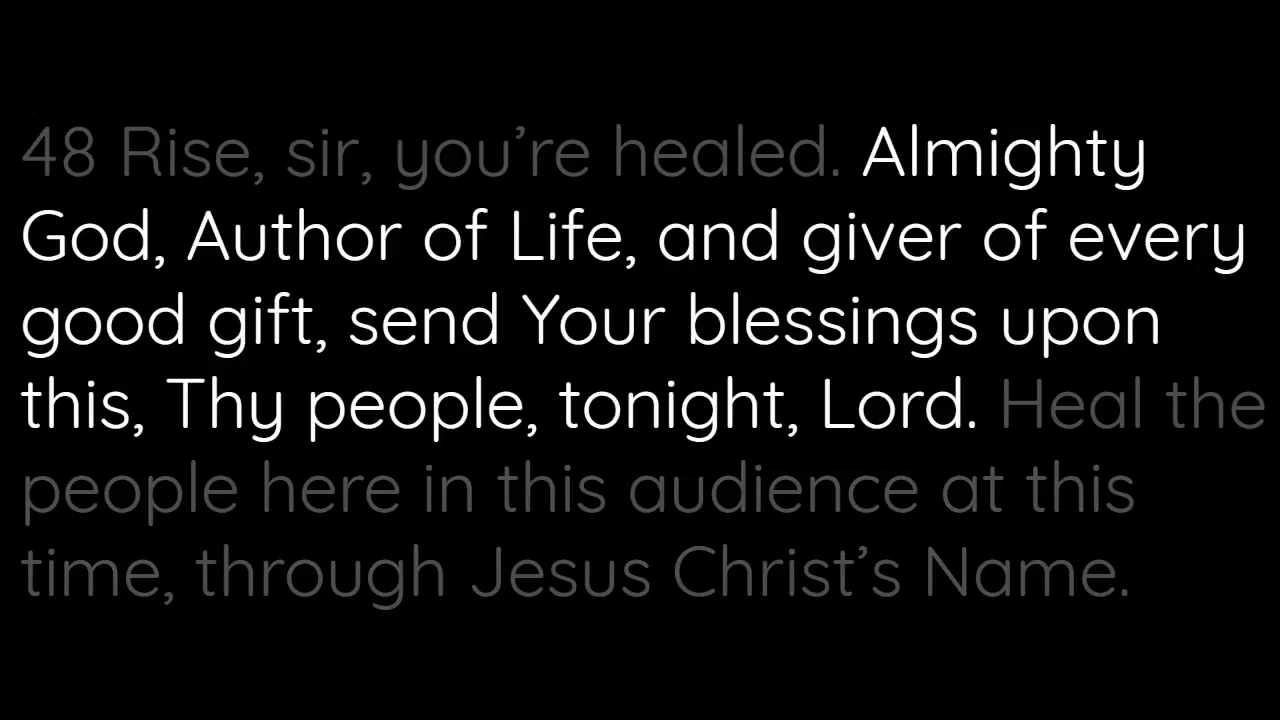 48 Rise, sir, you’re healed. Almighty
God, Author of Life, and giver of every
good gift, send Your blessings upon
this, Thy people, tonight, Lord. Heal the
people here in this audience at this
time, through Jesus Christ’s Name.